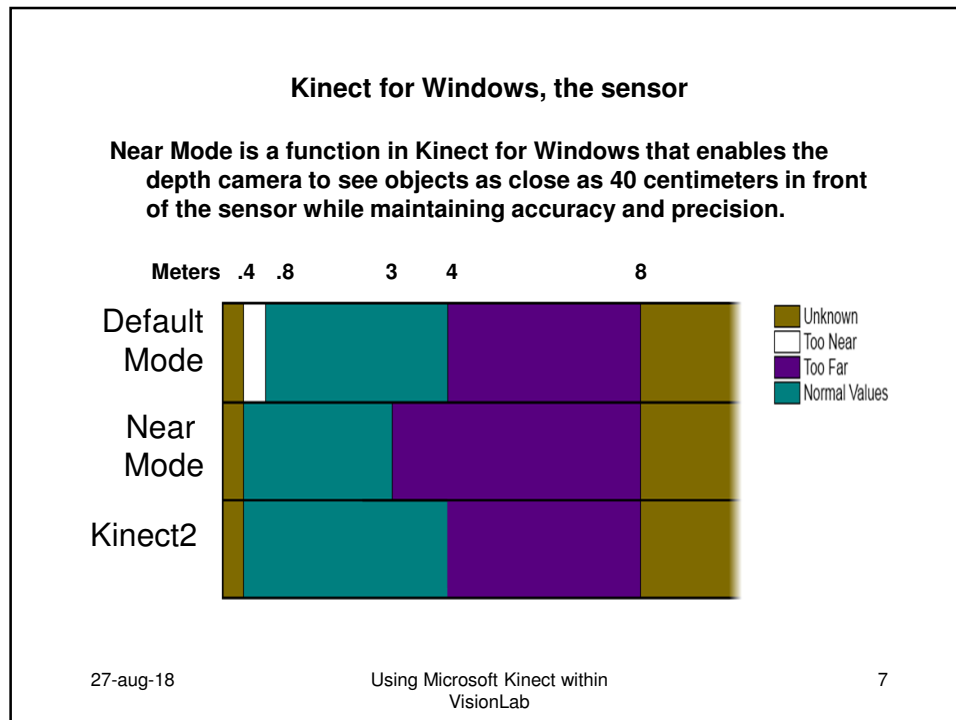 Kinect for Windows, the sensor
Near Mode is a function in Kinect for Windows that enables the
depth camera to see objects as close as 40 centimeters in front
of the sensor while maintaining accuracy and precision.
Meters .4 .8 3 4 8
Default
Mode
Near
Mode
Kinect2
Unknown
Too Near
Too Far
Normal Values
27-aug-18
Using Microsoft Kinect within
VisionLab
7